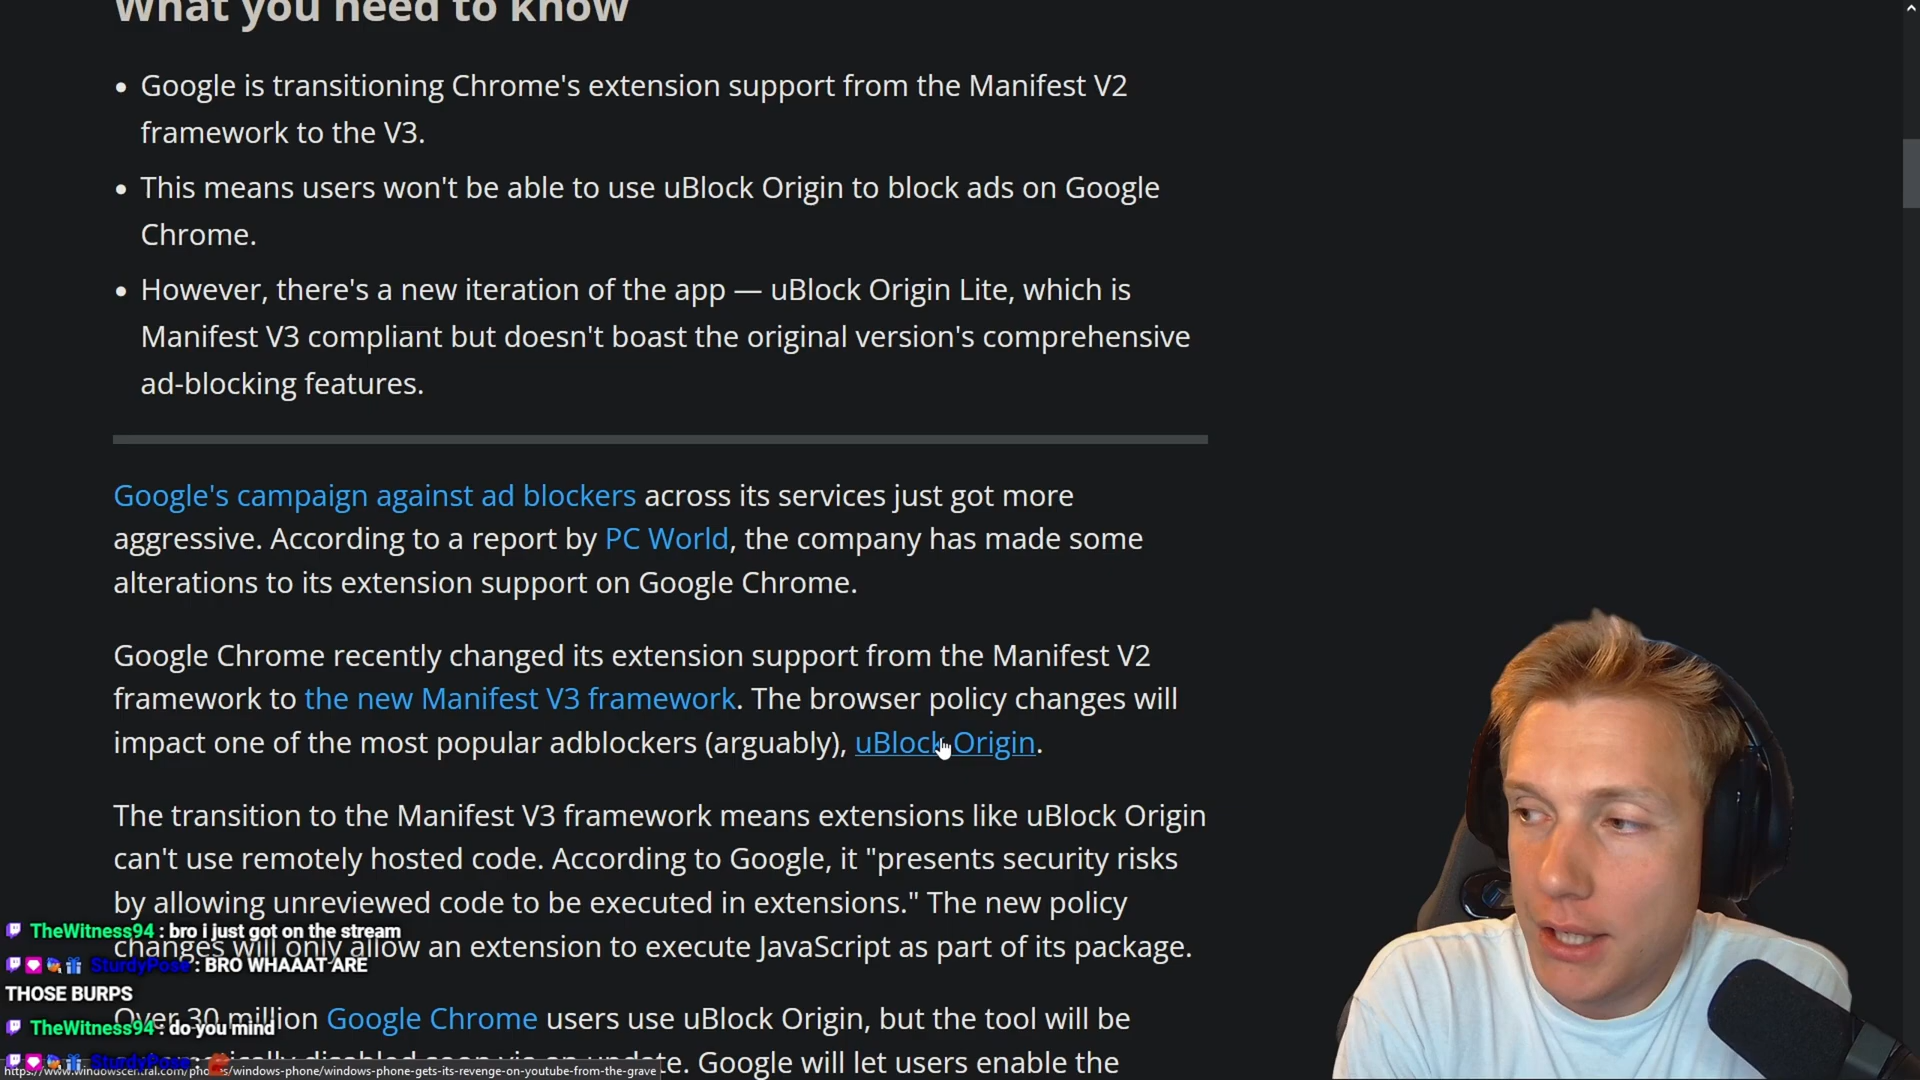 What you need to know
• Google is transitioning Chrome's extension support from the Manifest V2
framework to the V3.
• This means users won't be able to use uBlock Origin to block ads on Google
Chrome.
• However, there's a new iteration of the app — uBlock Origin Lite, which is
Manifest V3 compliant but doesn't boast the original version's comprehensive
ad-blocking features.
Google's campaign against ad blockers across its services just got more
aggressive. According to a report by PC World, the company has made some
alterations to its extension support on Google Chrome.
Google Chrome recently changed its extension support from the Manifest V2
framework to the new Manifest V3 framework. The browser policy changes will
impact one of the most popular adblockers (arguably), uBlock Origin.
The transition to the Manifest V3 framework means extensions like uBlock Origin
can't use remotely hosted code. According to Google, it "presents security risks
by allowing unreviewed code to be executed in extensions." The new policy
changes will only allow an extension to execute JavaScript as part of its package.
Over 30 million Google Chrome users use uBlock Origin, but the tool will be
disabled soon via an update. Google will let users enable the
TheWitness94 : bro i just got on the stream
SturdyPose : BRO WHAAAT ARE
THOSE BURPS
TheWitness94 : do you mind
SturdyPose :
/windows-phone/windows-phone-gets-its-revenge-on-youtube-from-the-grave